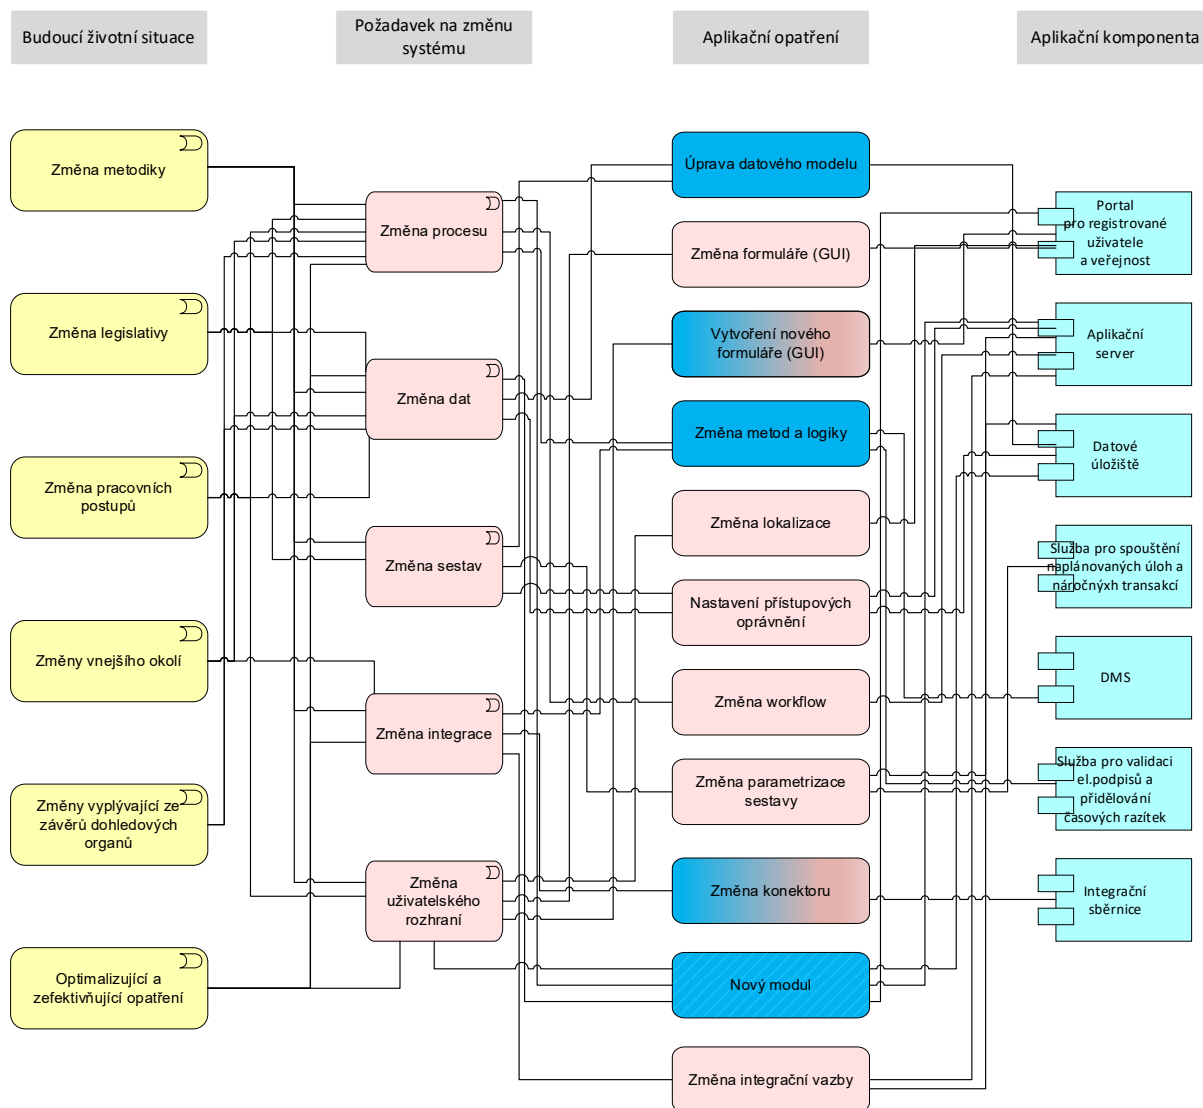 Budoucí životní situace
Požadavek na změnu
systému
Aplikační opatření
Aplikační komponenta
Změna metodiky
Změna legislativy
Změna pracovních
postupů
Změny vnejšího okolí
Změny vyplývající ze
závěrů dohledových
organů
Optimalizující a
zefektivňující opatření
Změna procesu
Změna dat
Změna sestav
Změna integrace
Změna
uživatelského
rozhraní
Úprava datového modelu
Změna formuláře (GUI)
Vytvoření nového
formuláře (GUI)
Změna metod a logiky
Změna lokalizace
Nastavení přístupových
oprávnění
Změna workflow
Změna parametrizace
sestavy
Změna konektoru
Nový modul
Změna integrační vazby
Portal
pro registrované
uživatele
a veřejnost
Aplikační
server
Datové
úložiště
Služba pro spouštění
naplánovaných úloh a
náročnýxh transakcí
DMS
Služba pro validaci
el.podpisů a
přidělování
časových razítek
Integrační
sběrnice